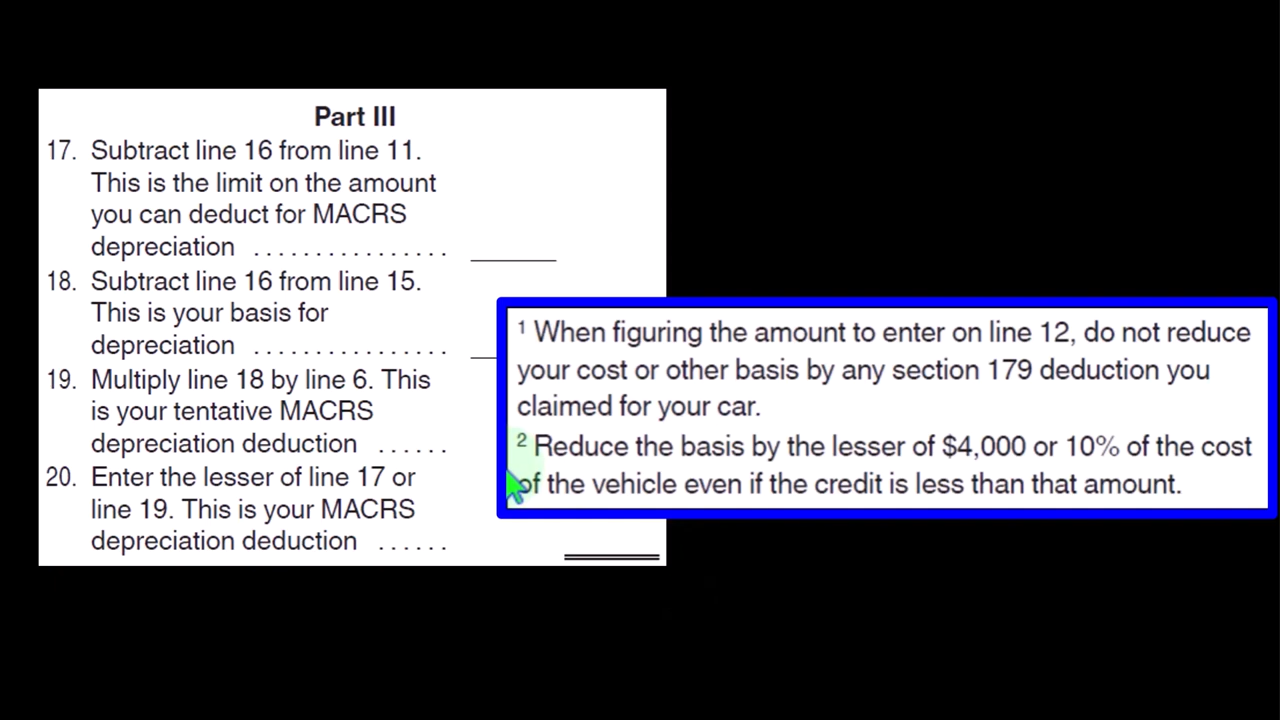 Part III
17. Subtract line 16 from line 11.
This is the limit on the amount
you can deduct for MACRS
depreciation ................
18. Subtract line 16 from line 15.
This is your basis for
depreciation ................
19. Multiply line 18 by line 6. This
is your tentative MACRS
depreciation deduction ......
20. Enter the lesser of line 17 or
line 19. This is your MACRS
depreciation deduction ......
¹ When figuring the amount to enter on line 12, do not reduce
your cost or other basis by any section 179 deduction you
claimed for your car.
² Reduce the basis by the lesser of $4,000 or 10% of the cost
of the vehicle even if the credit is less than that amount.